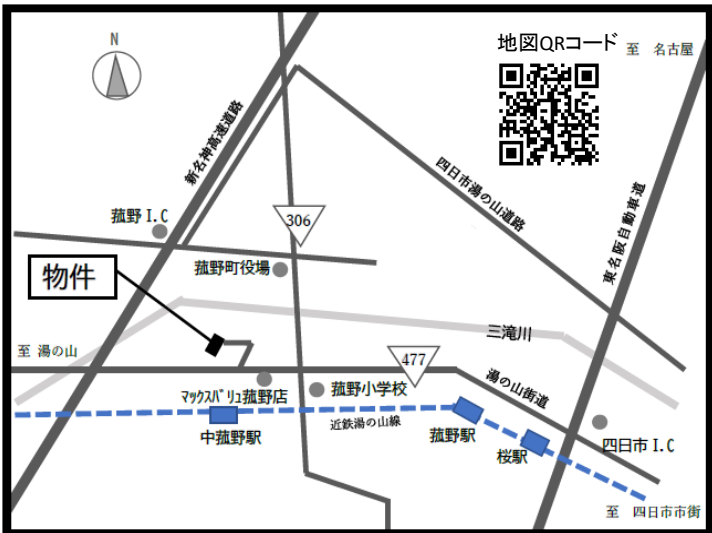 N
地図QRコード
至 名古屋
新名神高速道路
四日市湯の山道路
東名阪自動車道
菰野 I.C
306
菰野町役場
物件
三滝川
至 湯の山
477
湯の山街道
マックスバリュ菰野店
菰野小学校
中菰野駅
近鉄湯の山線
菰野駅
桜駅
四日市 I.C
至 四日市市街